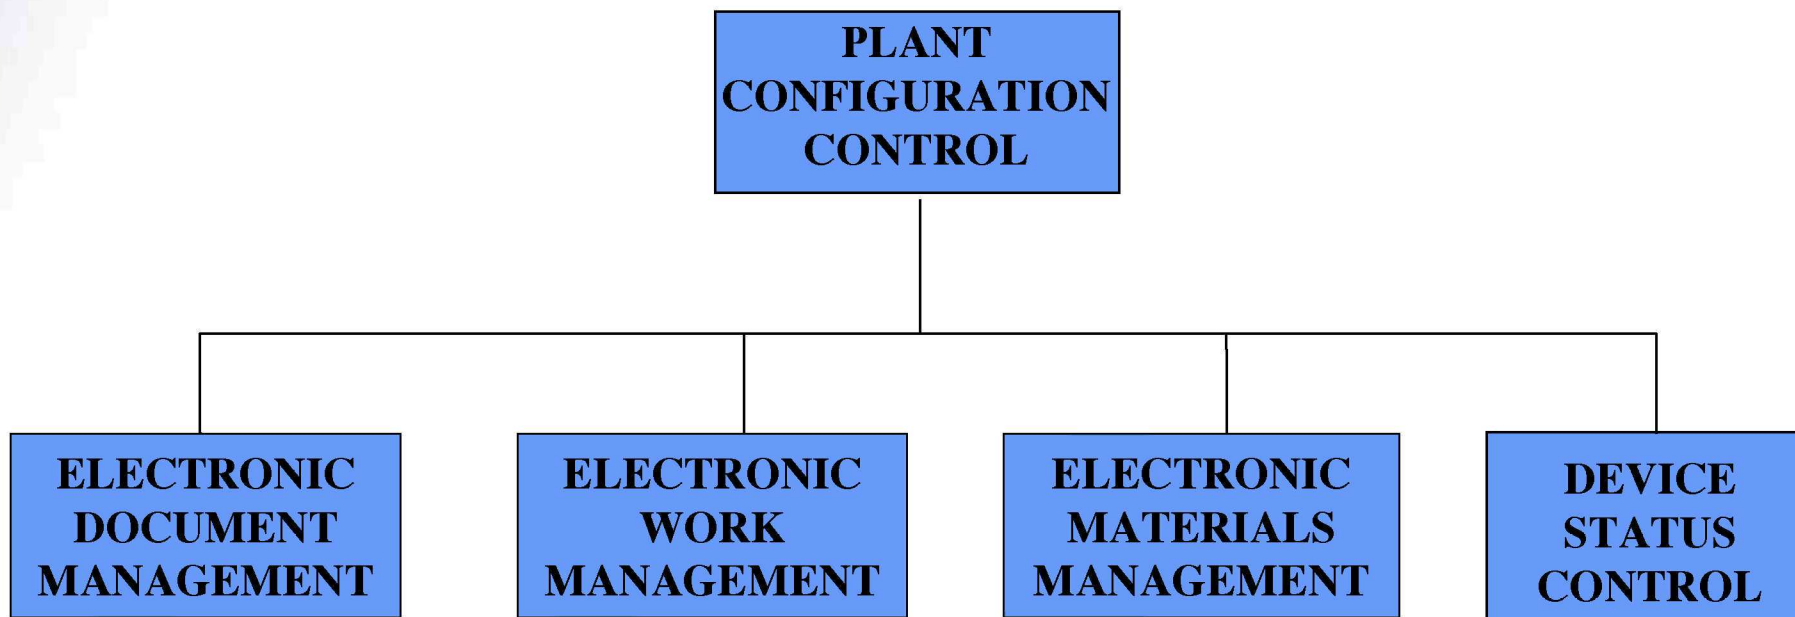 PLANT
CONFIGURATION
CONTROL
ELECTRONIC
DOCUMENT
MANAGEMENT
ELECTRONIC
WORK
MANAGEMENT
ELECTRONIC
MATERIALS
MANAGEMENT
DEVICE
STATUS
CONTROL